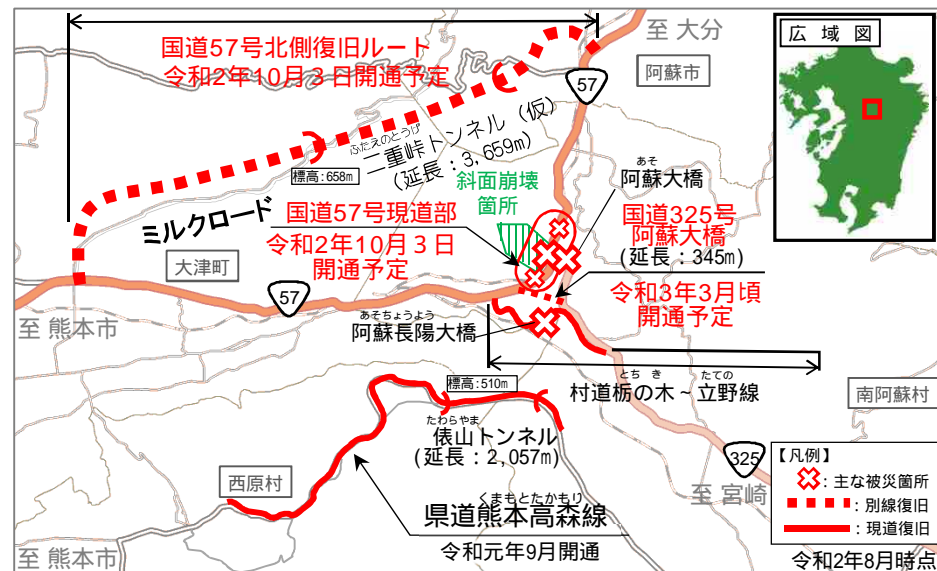 国道57号北側復旧ルート
令和2年10月3日開通予定
至 大分
57
阿蘇市
広域図
ふたえのとうげ
二重峠トンネル（仮）
(延長：3,659m)
標高:658m
斜面崩壊
箇所
あそ
阿蘇大橋
ミルクロード
国道57号現道部
令和2年10月3日
開通予定
国道325号
阿蘇大橋
(延長：345m)
令和3年3月頃
開通予定
大津町
57
至 熊本市
あそちょうよう
阿蘇長陽大橋
とち き たての
村道栃の木～立野線
標高:510m
南阿蘇村
たわらやま
俵山トンネル
(延長：2,057m)
325
至 宮崎
西原村
くまもとたかもり
県道熊本高森線
令和元年9月開通
至 熊本市
【凡例】
：主な被災箇所
：別線復旧
：現道復旧
令和2年8月時点